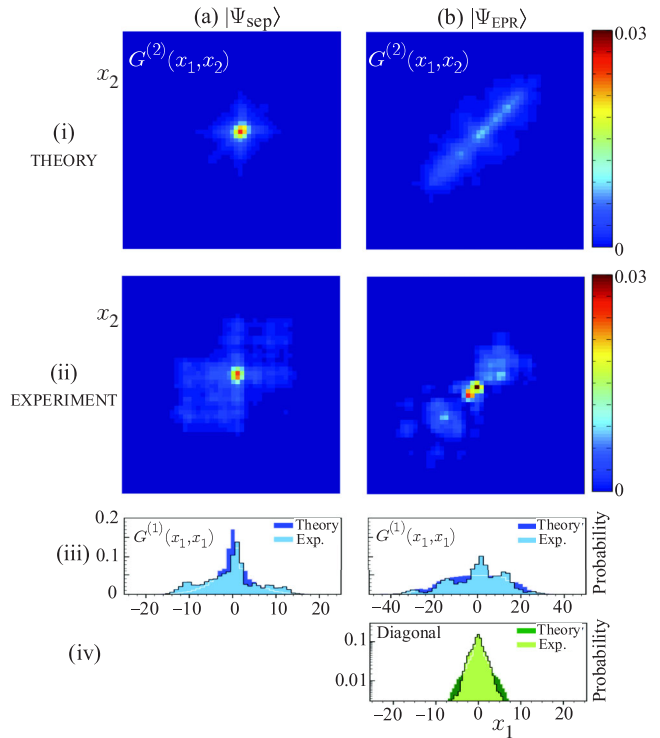 (a) |Ψsep⟩
(b) |ΨEPR⟩
G(2)(x1,x2)
G(2)(x1,x2)
0.03
x2
(i)
THEORY
0
0.03
x2
(ii)
EXPERIMENT
0
0.2
0.1
0
G(1)(x1,x1)
Theory
Exp.
(iii)
−20 −10 0 10 20
G(1)(x1,x1)
Theory
Exp.
Probability
−40 −20 0 20 40
(iv)
0.1
0.01
Diagonal
Theory
Exp.
Probability
−20 −10 0 10 20
x1